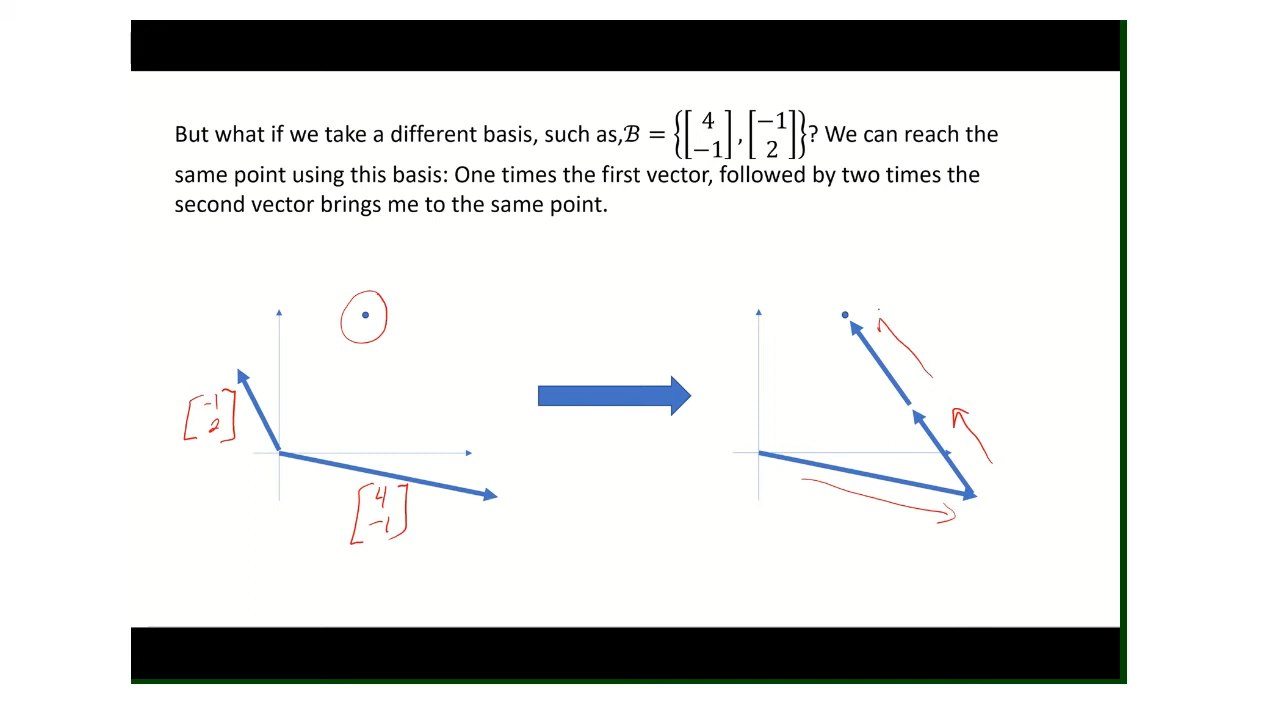 But what if we take a different basis, such as,ℬ = {[4 −1], [−1 2]}? We can reach the
same point using this basis: One times the first vector, followed by two times the
second vector brings me to the same point.
[-1 2]
[4 -1]